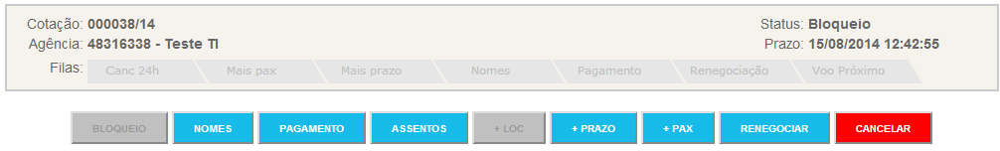 Cotação: 000038/14 Status: Bloqueio
Agência: 48316338 - Teste TI Prazo: 15/08/2014 12:42:55
Filas: Canc 24h Mais pax Mais prazo Nomes Pagamento Renegociação Voo Próximo
BLOQUEIO NOMES PAGAMENTO ASSENTOS + LOC + PRAZO + PAX RENEGOCIAR CANCELAR